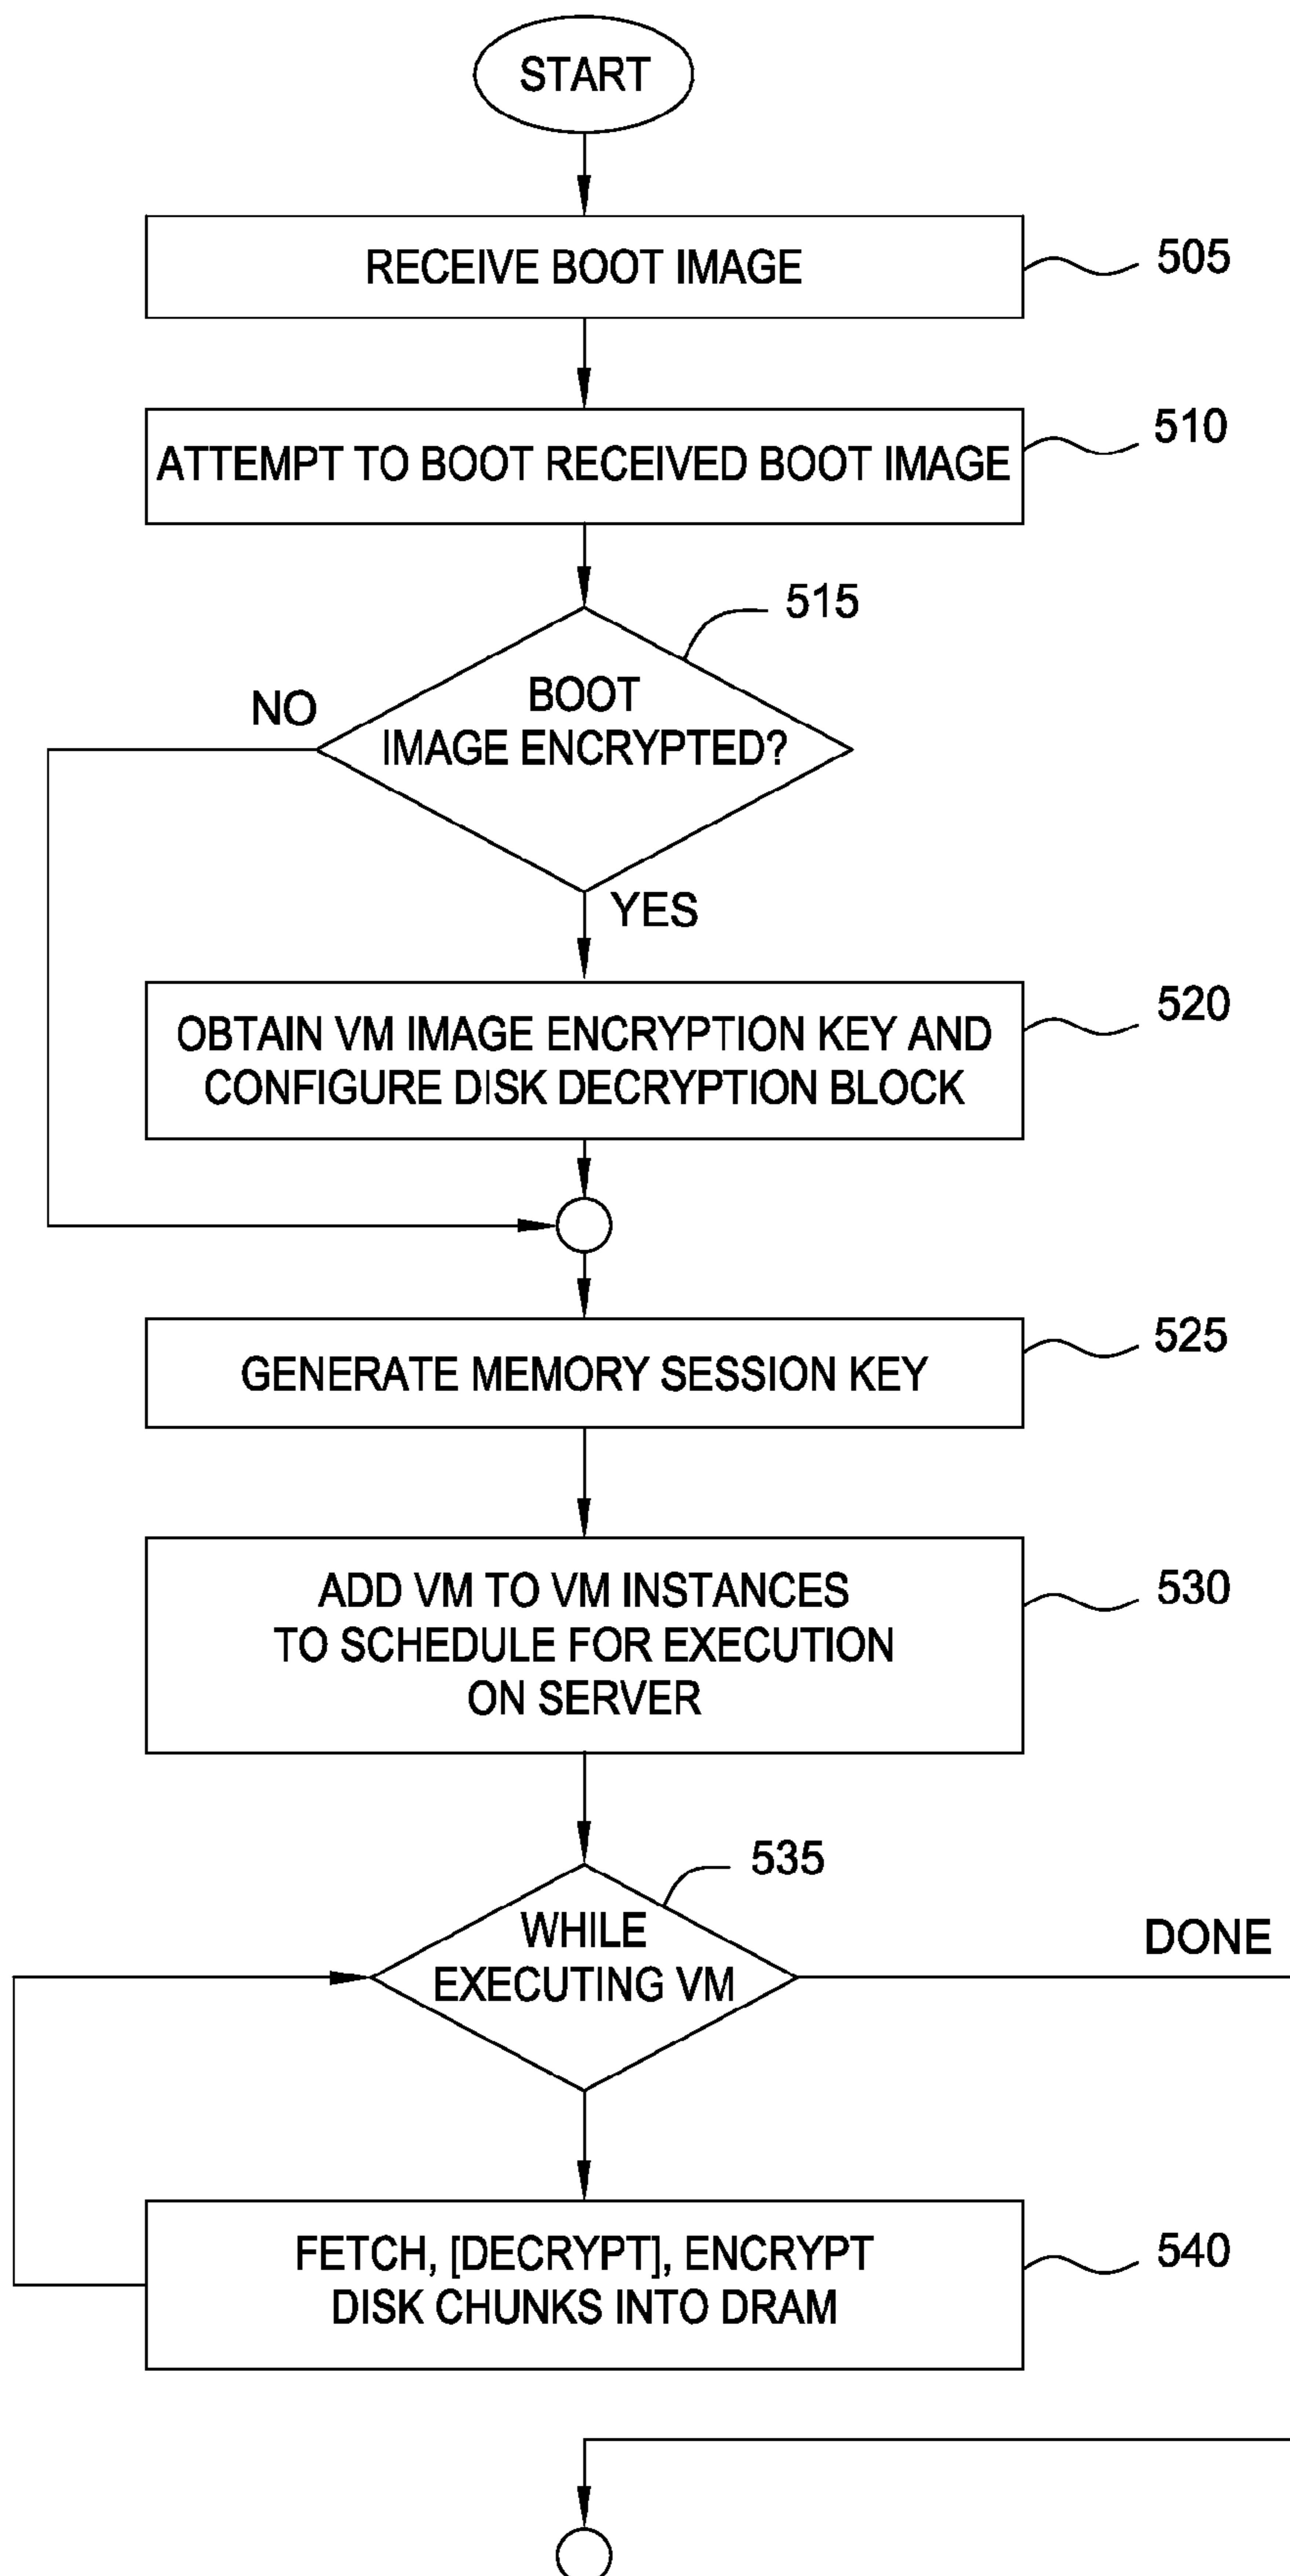 START
RECEIVE BOOT IMAGE
505
ATTEMPT TO BOOT RECEIVED BOOT IMAGE
510
515
BOOT
IMAGE ENCRYPTED?
NO
YES
OBTAIN VM IMAGE ENCRYPTION KEY AND
CONFIGURE DISK DECRYPTION BLOCK
520
GENERATE MEMORY SESSION KEY
525
ADD VM TO VM INSTANCES
TO SCHEDULE FOR EXECUTION
ON SERVER
530
535
WHILE
EXECUTING VM
DONE
FETCH, [DECRYPT], ENCRYPT
DISK CHUNKS INTO DRAM
540